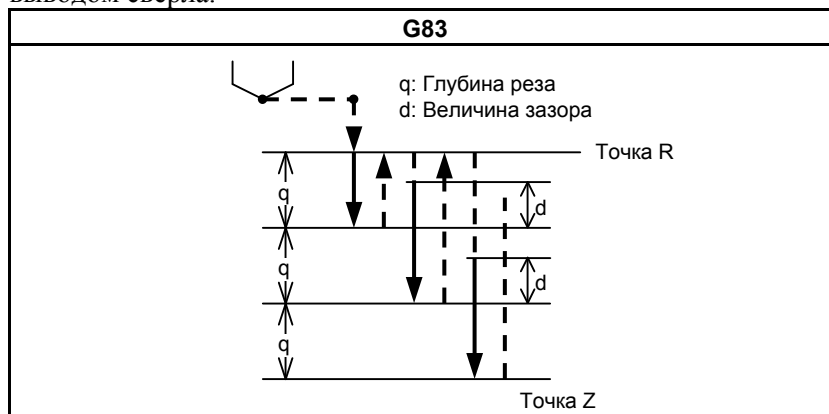 выводом сверла.
G83
q: Глубина реза
d: Величина зазора
Точка R
q
d
q
d
q
Точка Z